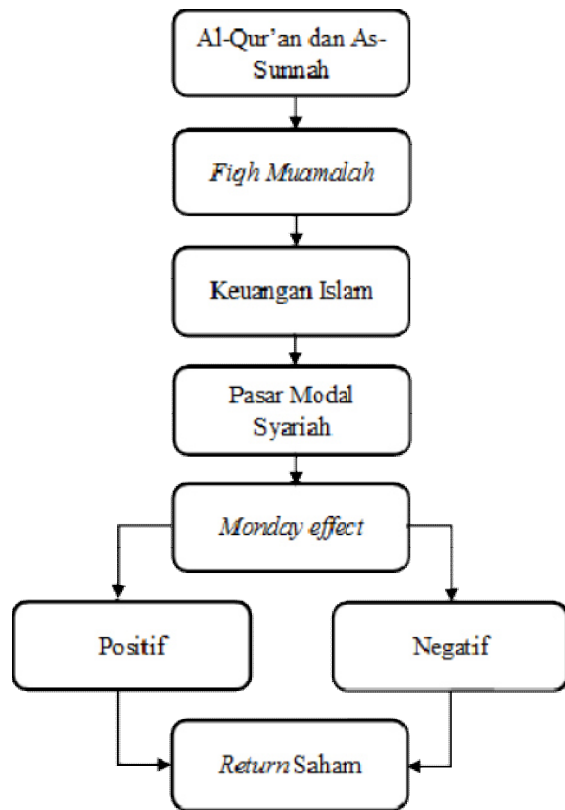 Al-Qur’an dan As-
Sunnah
Fiqh Muamalah
Keuangan Islam
Pasar Modal
Syariah
Monday effect
Positif
Negatif
Return Saham